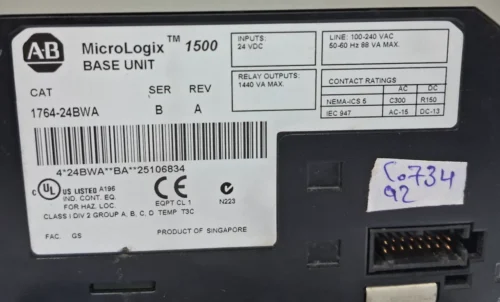 A-B
MicroLogix™ 1500
BASE UNIT
CAT SER REV
1764-24BWA B A
INPUTS:
24 VDC
RELAY OUTPUTS:
1440 VA MAX.
LINE: 100-240 VAC
50-60 Hz 88 VA MAX.
CONTACT RATINGS
AC DC
NEMA-ICS 5 C300 R150
IEC 947 AC-15 DC-13
4*24BWA**BA**25106834
C UL US LISTED A196
IND. CONT. EQ.
FOR HAZ. LOC.
CLASS I DIV 2 GROUP A, B, C, D TEMP T3C
CE
EQPT CL 1
N223
FAC. GS PRODUCT OF SINGAPORE
Co734
92